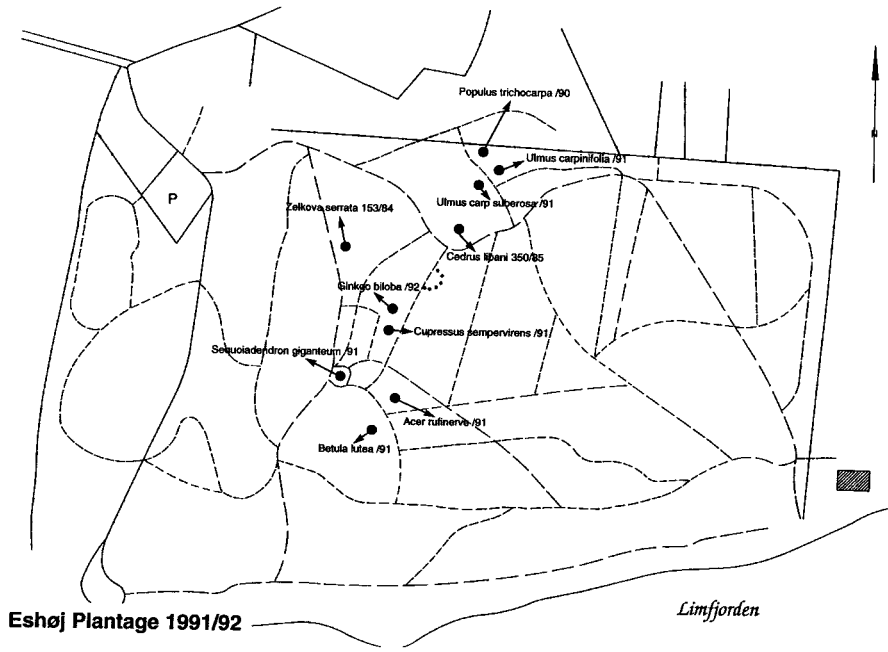 Populus trichocarpa /90
Ulmus carpinifolia /91
P
Ulmus carp suberosa /91
Zelkova serrata 153/84
Cedrus libani 350/85
Ginkgo biloba /92
Cupressus sempervirens /91
Sequoiadendron giganteum /91
Acer rufinerve /91
Betula lutea /91
Limfjorden
Eshøj Plantage 1991/92